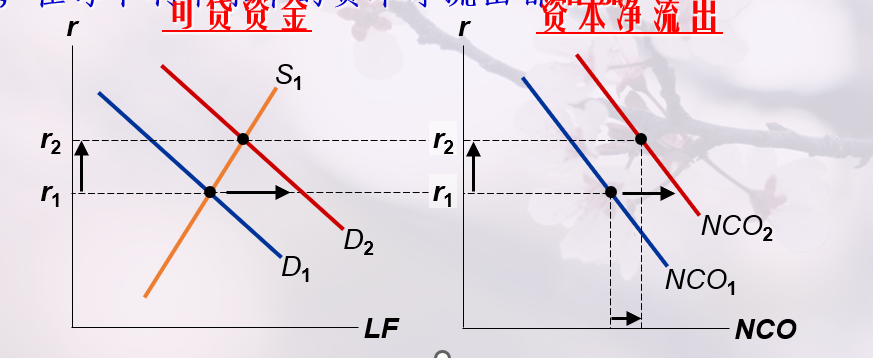 可贷资金
资本净流出
r
r
S₁
r₂
r₂
r₁
r₁
D₂
NCO₂
D₁
NCO₁
LF
NCO